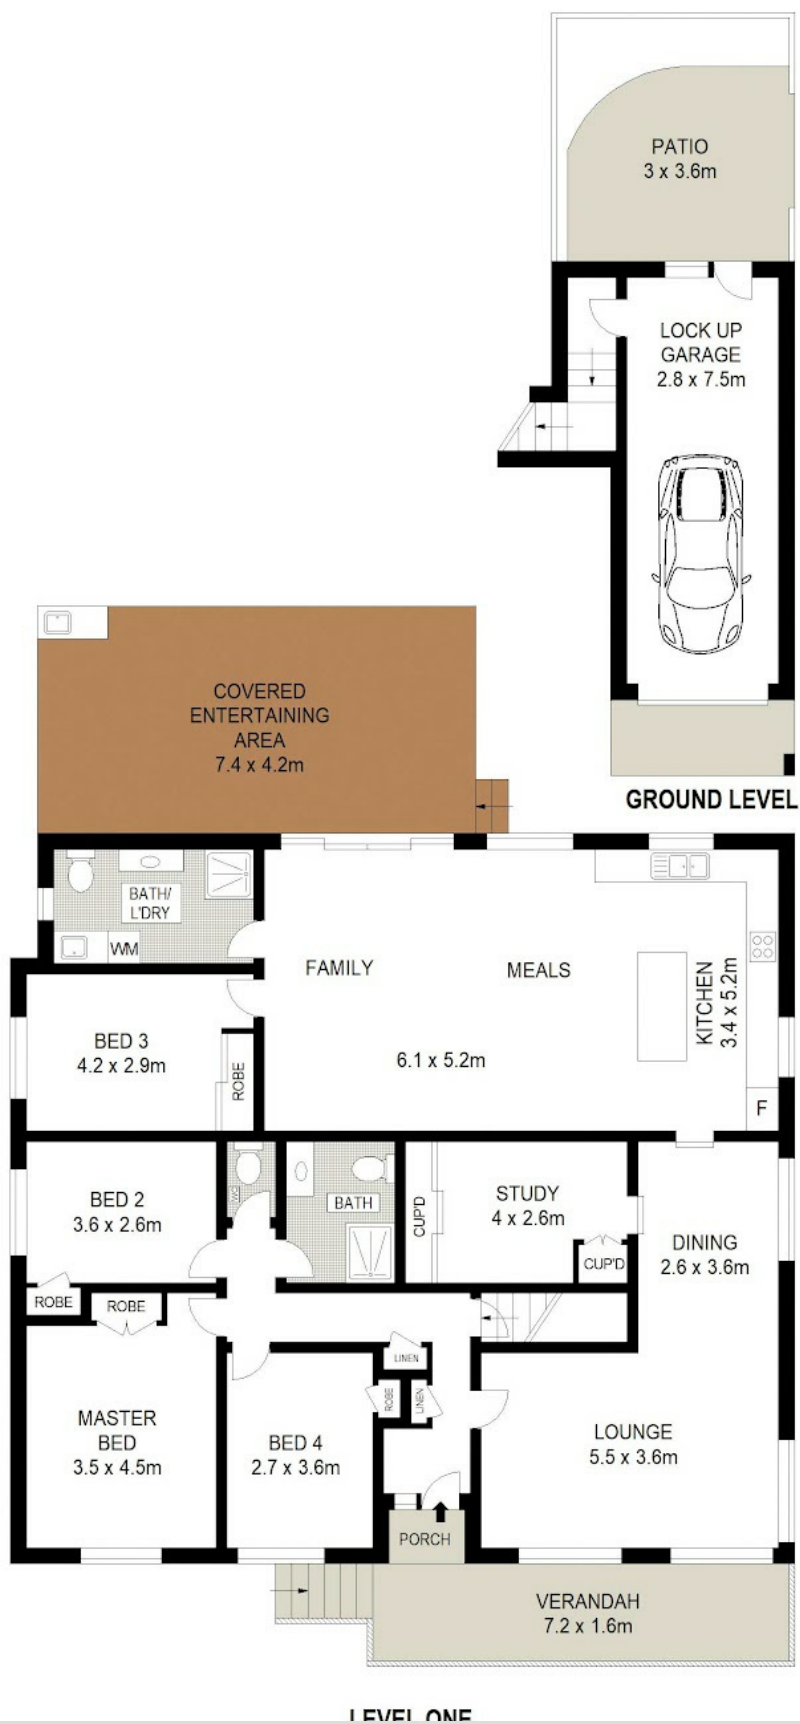 PATIO
3 x 3.6m
LOCK UP
GARAGE
2.8 x 7.5m
COVERED
ENTERTAINING
AREA
7.4 x 4.2m
GROUND LEVEL
BATH/
L'DRY
WM
FAMILY
MEALS
KITCHEN
3.4 x 5.2m
BED 3
4.2 x 2.9m
ROBE
6.1 x 5.2m
F
BED 2
3.6 x 2.6m
WC
BATH
CUP'D
STUDY
4 x 2.6m
CUP'D
DINING
2.6 x 3.6m
ROBE
ROBE
LINEN
ROBE
LINEN
MASTER
BED
3.5 x 4.5m
BED 4
2.7 x 3.6m
LOUNGE
5.5 x 3.6m
PORCH
VERANDAH
7.2 x 1.6m
LEVEL ONE